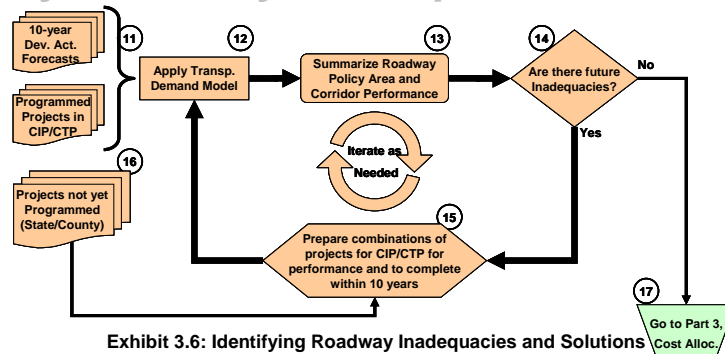 10-year
Dev. Act.
Forecasts
11
Programmed
Projects in
CIP/CTP
12
Apply Transp.
Demand Model
13
Summarize Roadway
Policy Area and
Corridor Performance
14
Are there future
Inadequacies?
No
Yes
Iterate as
Needed
16
Projects not yet
Programmed
(State/County)
15
Prepare combinations of
projects for CIP/CTP for
performance and to complete
within 10 years
17
Go to Part 3,
Cost Alloc.
Exhibit 3.6: Identifying Roadway Inadequacies and Solutions